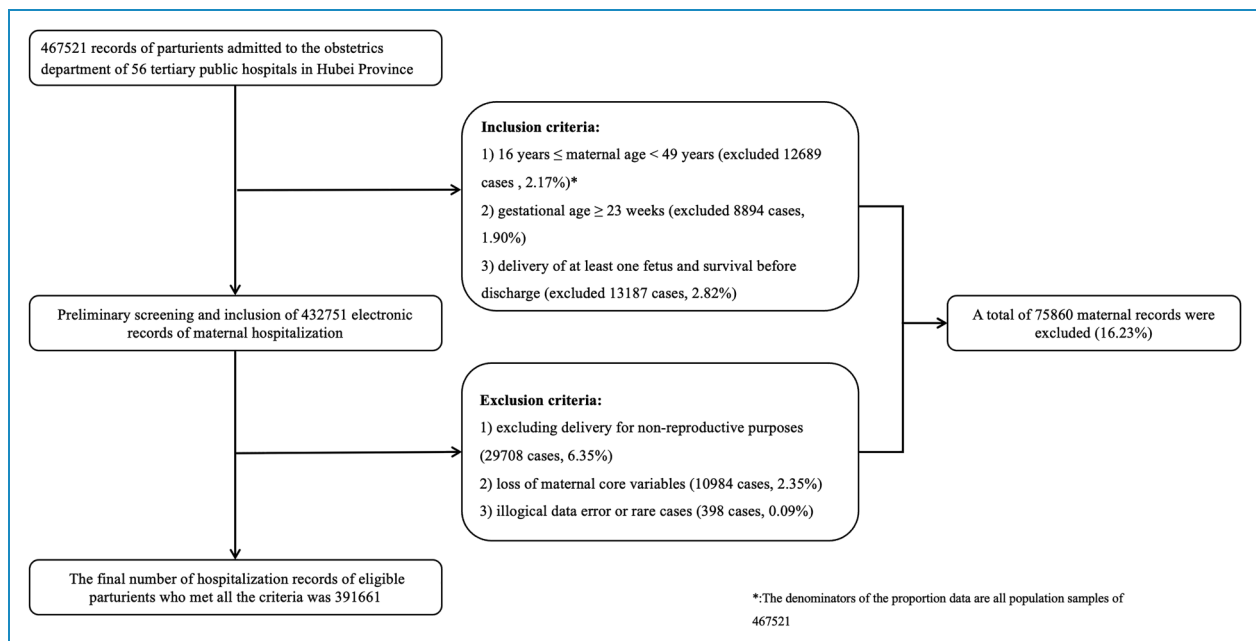 467521 records of parturients admitted to the obstetrics
department of 56 tertiary public hospitals in Hubei Province
Inclusion criteria:
1) 16 years ≤ maternal age < 49 years (excluded 12689
cases , 2.17%)*
2) gestational age ≥ 23 weeks (excluded 8894 cases,
1.90%)
3) delivery of at least one fetus and survival before
discharge (excluded 13187 cases, 2.82%)
Preliminary screening and inclusion of 432751 electronic
records of maternal hospitalization
A total of 75860 maternal records were
excluded (16.23%)
Exclusion criteria:
1) excluding delivery for non-reproductive purposes
(29708 cases, 6.35%)
2) loss of maternal core variables (10984 cases, 2.35%)
3) illogical data error or rare cases (398 cases, 0.09%)
The final number of hospitalization records of eligible
parturients who met all the criteria was 391661
*:The denominators of the proportion data are all population samples of
467521